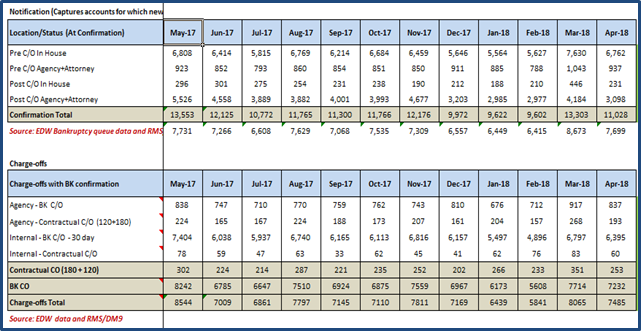 Notification (Captures accounts for which new
Location/Status (At Confirmation) May-17 Jun-17 Jul-17 Aug-17 Sep-17 Oct-17 Nov-17 Dec-17 Jan-18 Feb-18 Mar-18 Apr-18
Pre C/O In House 6,808 6,414 5,815 6,769 6,214 6,684 6,459 5,646 5,564 5,627 7,630 6,762
Pre C/O Agency+Attorney 923 852 793 860 854 851 850 911 885 788 1,043 937
Post C/O In House 296 301 275 254 231 238 190 212 188 210 446 231
Post C/O Agency+Attorney 5,526 4,558 3,889 3,882 4,001 3,993 4,677 3,203 2,985 2,977 4,184 3,098
Confirmation Total 13,553 12,125 10,772 11,765 11,300 11,766 12,176 9,972 9,622 9,602 13,303 11,028
Source: EDW Bankruptcy queue data and RMS 7,731 7,266 6,608 7,629 7,068 7,535 7,309 6,557 6,449 6,415 8,673 7,699
Charge-offs
Charge-offs with BK confirmation May-17 Jun-17 Jul-17 Aug-17 Sep-17 Oct-17 Nov-17 Dec-17 Jan-18 Feb-18 Mar-18 Apr-18
Agency - BK C/O 838 747 710 770 759 762 743 810 676 712 917 837
Agency - Contractual C/O (120+180) 224 165 167 224 188 173 207 161 204 157 268 193
Internal - BK C/O - 30 day 7,404 6,038 5,937 6,740 6,165 6,113 6,816 6,157 5,497 4,896 6,797 6,395
Internal - Contractual C/O 78 59 47 63 33 62 45 41 62 76 83 60
Contractual CO (180 + 120) 302 224 214 287 221 235 252 202 266 233 351 253
BK CO 8242 6785 6647 7510 6924 6875 7559 6967 6173 5608 7714 7232
Charge-offs Total 8544 7009 6861 7797 7145 7110 7811 7169 6439 5841 8065 7485
Source: EDW data and RMS/DM9